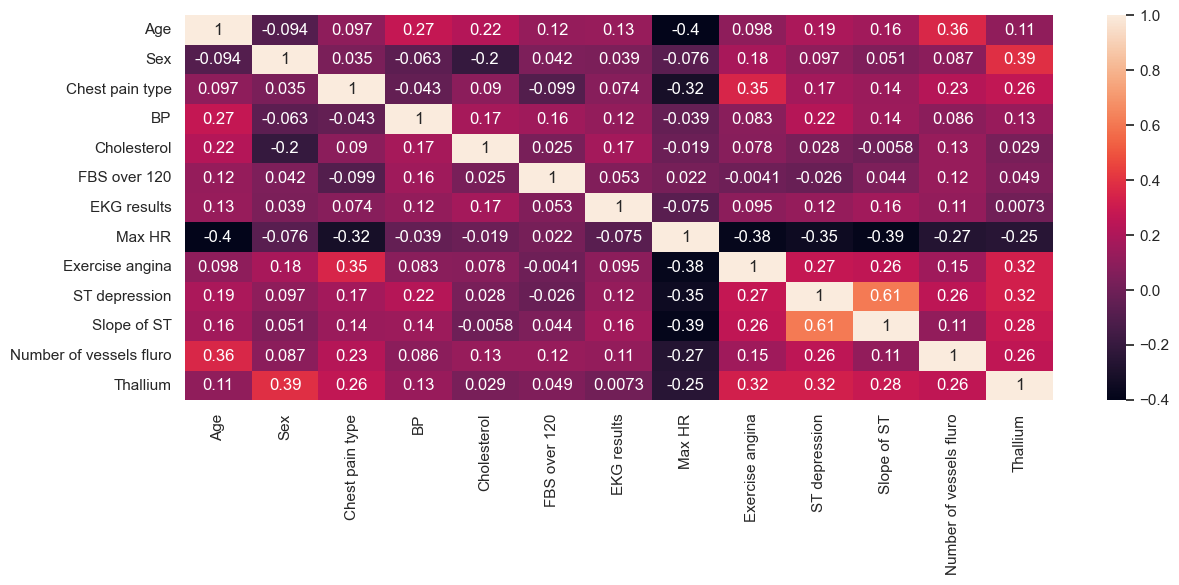 Age 1 -0.094 0.097 0.27 0.22 0.12 0.13 -0.4 0.098 0.19 0.16 0.36 0.11
Sex -0.094 1 0.035 -0.063 -0.2 0.042 0.039 -0.076 0.18 0.097 0.051 0.087 0.39
Chest pain type 0.097 0.035 1 -0.043 0.09 -0.099 0.074 -0.32 0.35 0.17 0.14 0.23 0.26
BP 0.27 -0.063 -0.043 1 0.17 0.16 0.12 -0.039 0.083 0.22 0.14 0.086 0.13
Cholesterol 0.22 -0.2 0.09 0.17 1 0.025 0.17 -0.019 0.078 0.028 -0.0058 0.13 0.029
FBS over 120 0.12 0.042 -0.099 0.16 0.025 1 0.053 0.022 -0.0041 -0.026 0.044 0.12 0.049
EKG results 0.13 0.039 0.074 0.12 0.17 0.053 1 -0.075 0.095 0.12 0.16 0.11 0.0073
Max HR -0.4 -0.076 -0.32 -0.039 -0.019 0.022 -0.075 1 -0.38 -0.35 -0.39 -0.27 -0.25
Exercise angina 0.098 0.18 0.35 0.083 0.078 -0.0041 0.095 -0.38 1 0.27 0.26 0.15 0.32
ST depression 0.19 0.097 0.17 0.22 0.028 -0.026 0.12 -0.35 0.27 1 0.61 0.26 0.32
Slope of ST 0.16 0.051 0.14 0.14 -0.0058 0.044 0.16 -0.39 0.26 0.61 1 0.11 0.28
Number of vessels fluro 0.36 0.087 0.23 0.086 0.13 0.12 0.11 -0.27 0.15 0.26 0.11 1 0.26
Thallium 0.11 0.39 0.26 0.13 0.029 0.049 0.0073 -0.25 0.32 0.32 0.28 0.26 1
Age
Sex
Chest pain type
BP
Cholesterol
FBS over 120
EKG results
Max HR
Exercise angina
ST depression
Slope of ST
Number of vessels fluro
Thallium
1.0
0.8
0.6
0.4
0.2
0.0
−0.2
−0.4